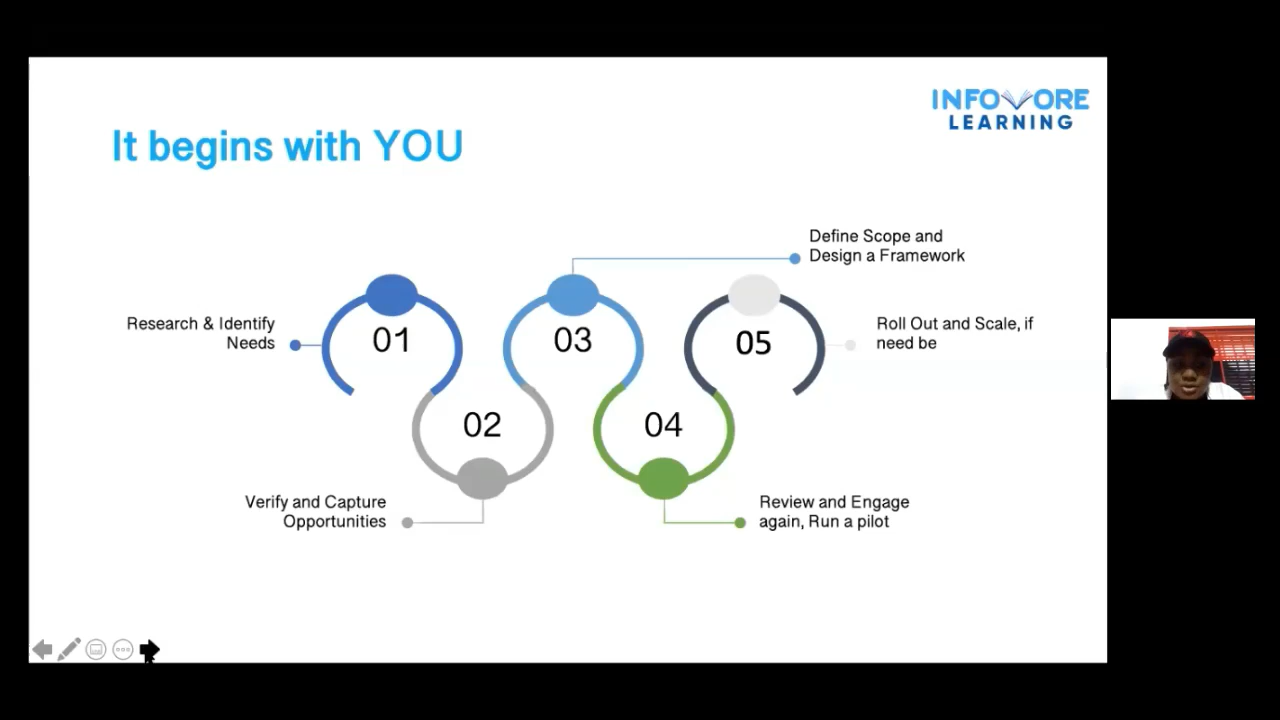 INFOVORE
LEARNING
It begins with YOU
Define Scope and
Design a Framework
Research & Identify
Needs
01
03
05
Roll Out and Scale, if
need be
02
04
Verify and Capture
Opportunities
Review and Engage
again, Run a pilot